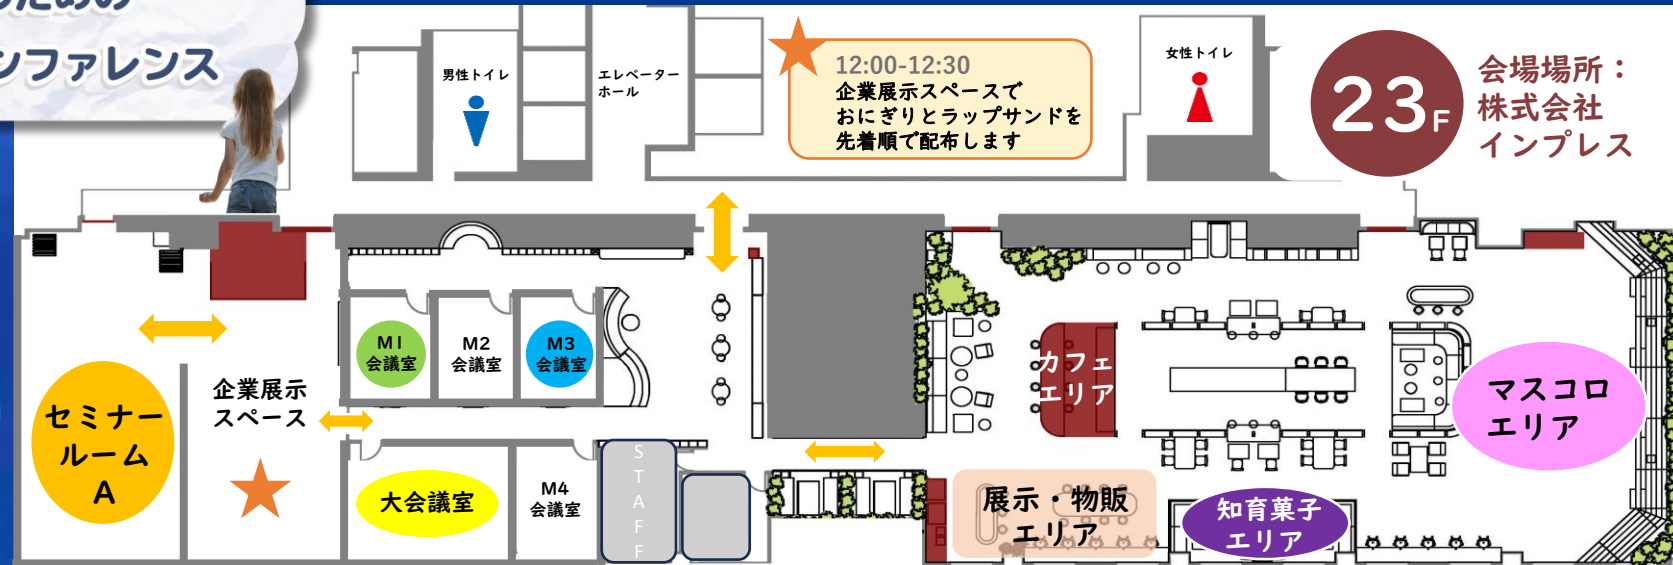 ための
ンファレンス
男性トイレ
エレベーター
ホール
12:00-12:30
企業展示スペースで
おにぎりとラップサンドを
先着順で配布します
女性トイレ
23F
会場場所：
株式会社
インプレス
M1
会議室
M2
会議室
M3
会議室
企業展示
スペース
セミナー
ルーム
A
大会議室
M4
会議室
STAFF
カフェ
エリア
マスコロ
エリア
展示・物販
エリア
知育菓子
エリア